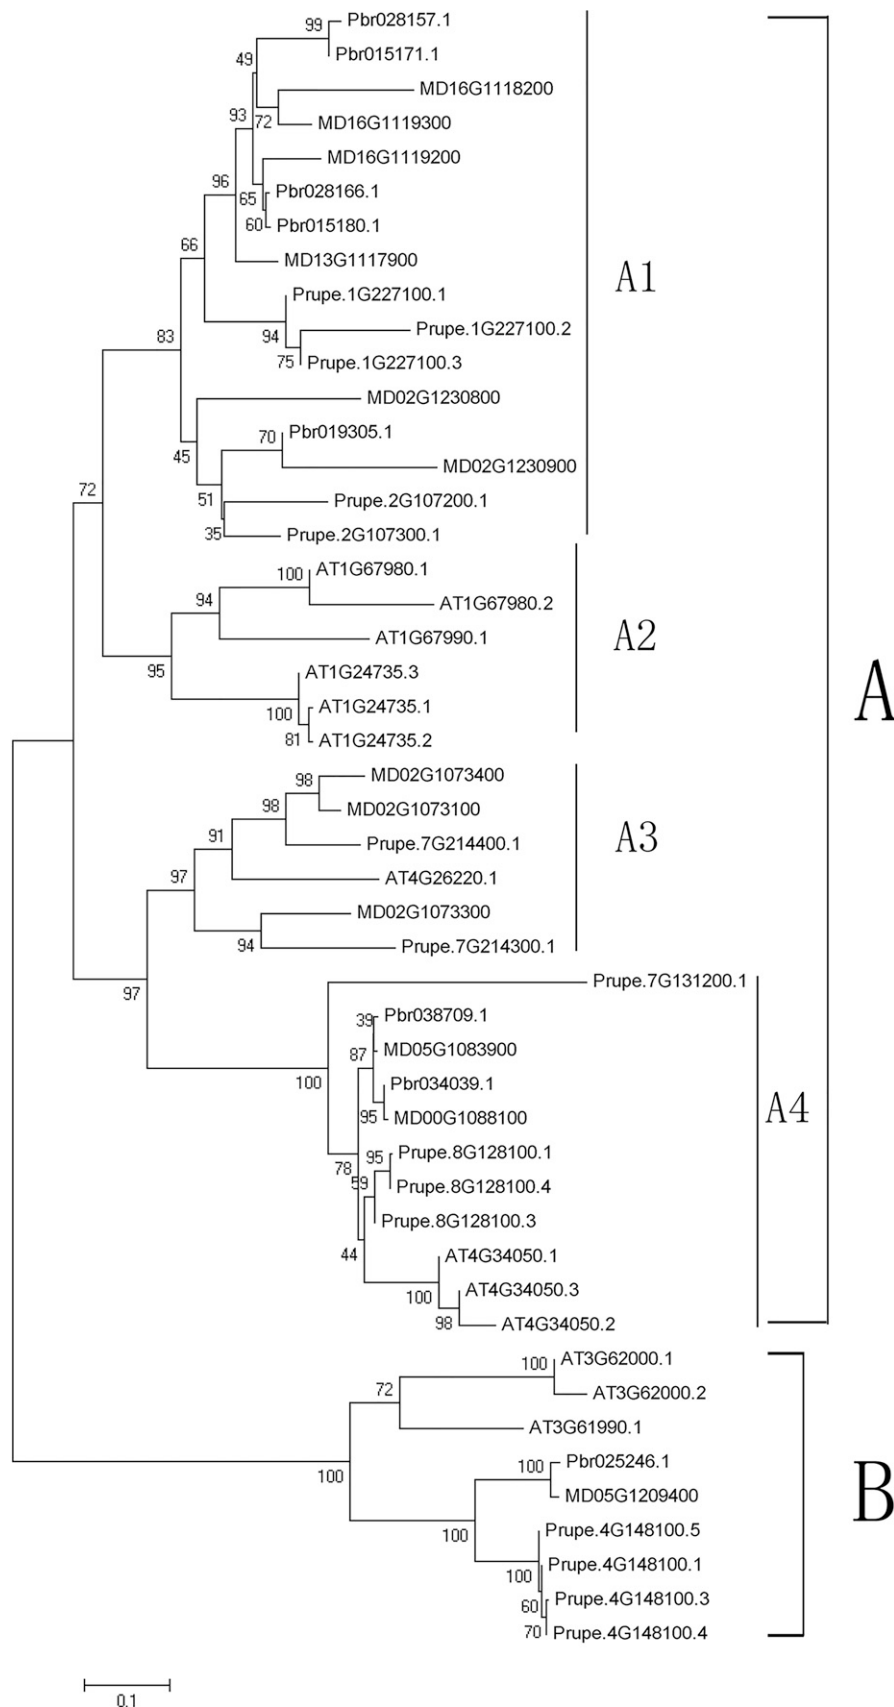 Pbr028157.1
99
Pbr015171.1
49
MD16G1118200
93
72
MD16G1119300
MD16G1119200
96
65
Pbr028166.1
60
Pbr015180.1
66
MD13G1117900
A1
Prupe.1G227100.1
94
Prupe.1G227100.2
83
75
Prupe.1G227100.3
MD02G1230800
Pbr019305.1
70
45
MD02G1230900
72
51
Prupe.2G107200.1
35
Prupe.2G107300.1
AT1G67980.1
100
AT1G67980.2
94
AT1G67990.1
A2
95
AT1G24735.3
A
100
AT1G24735.1
81
AT1G24735.2
MD02G1073400
98
98
MD02G1073100
91
Prupe.7G214400.1
A3
97
AT4G26220.1
MD02G1073300
94
Prupe.7G214300.1
97
Prupe.7G131200.1
39
Pbr038709.1
87
MD05G1083900
100
Pbr034039.1
95
MD00G1088100
A4
95
Prupe.8G128100.1
78
59
Prupe.8G128100.4
Prupe.8G128100.3
44
AT4G34050.1
100
AT4G34050.3
98
AT4G34050.2
AT3G62000.1
100
72
AT3G62000.2
AT3G61990.1
100
100
Pbr025246.1
B
MD05G1209400
100
Prupe.4G148100.5
100
Prupe.4G148100.1
60
Prupe.4G148100.3
70
Prupe.4G148100.4
0.1